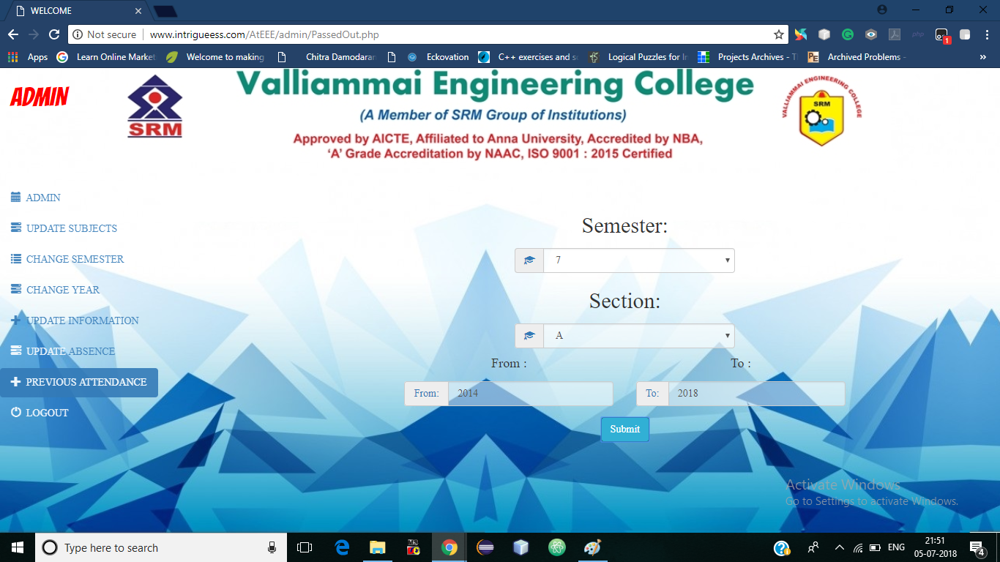 WELCOME
Not secure
www.intrigueess.com/AtEEE/admin/PassedOut.php
php
1
Apps
Learn Online Market
Welcome to making
Chitra Damodaran
Eckovation
C++ exercises and so
Logical Puzzles for In
Projects Archives - T
PE
Archived Problems -
»
ADMIN
SRM
Valliammai Engineering College
(A Member of SRM Group of Institutions)
Approved by AICTE, Affiliated to Anna University, Accredited by NBA,
‘A’ Grade Accreditation by NAAC, ISO 9001 : 2015 Certified
VALLIAMMAI ENGINEERING COLLEGE
SRM
ADMIN
UPDATE SUBJECTS
CHANGE SEMESTER
CHANGE YEAR
UPDATE INFORMATION
UPDATE ABSENCE
PREVIOUS ATTENDANCE
LOGOUT
Semester:
7
Section:
A
From :
To :
From:
2014
To:
2018
Submit
Activate Windows
Go to Settings to activate Windows.
Type here to search
ENG
21:51
05-07-2018
4